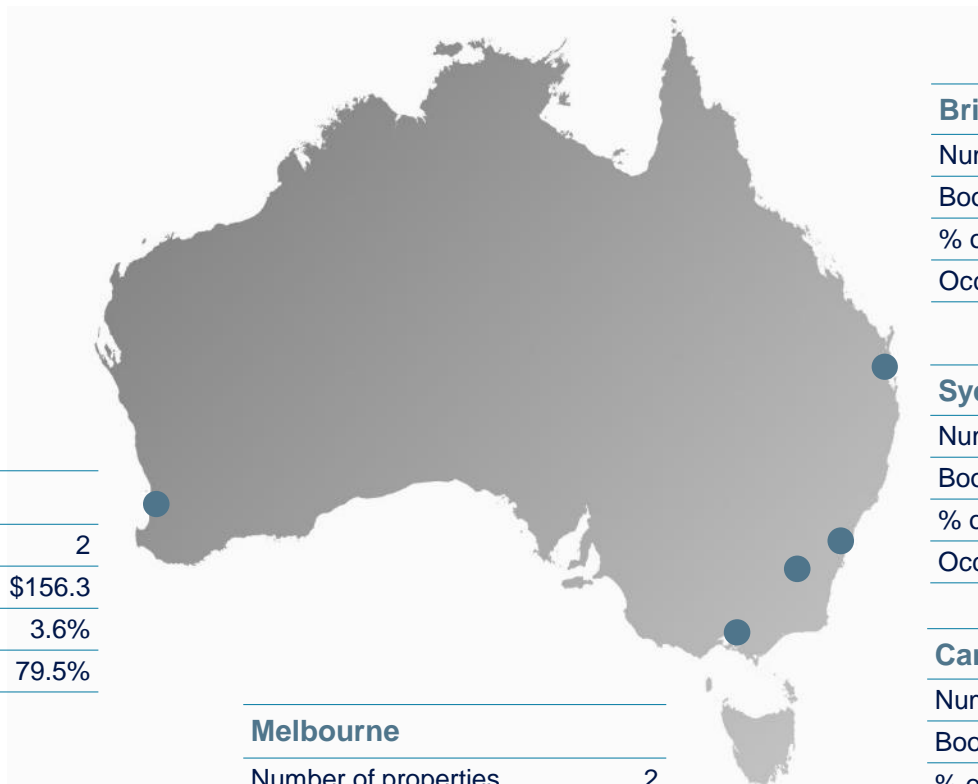 2
$156.3
3.6%
79.5%
Melbourne
Number of properties 2
Bri
Nur
Boo
% o
Occ
Syd
Nur
Boo
% o
Occ
Can
Nur
Boo
% o